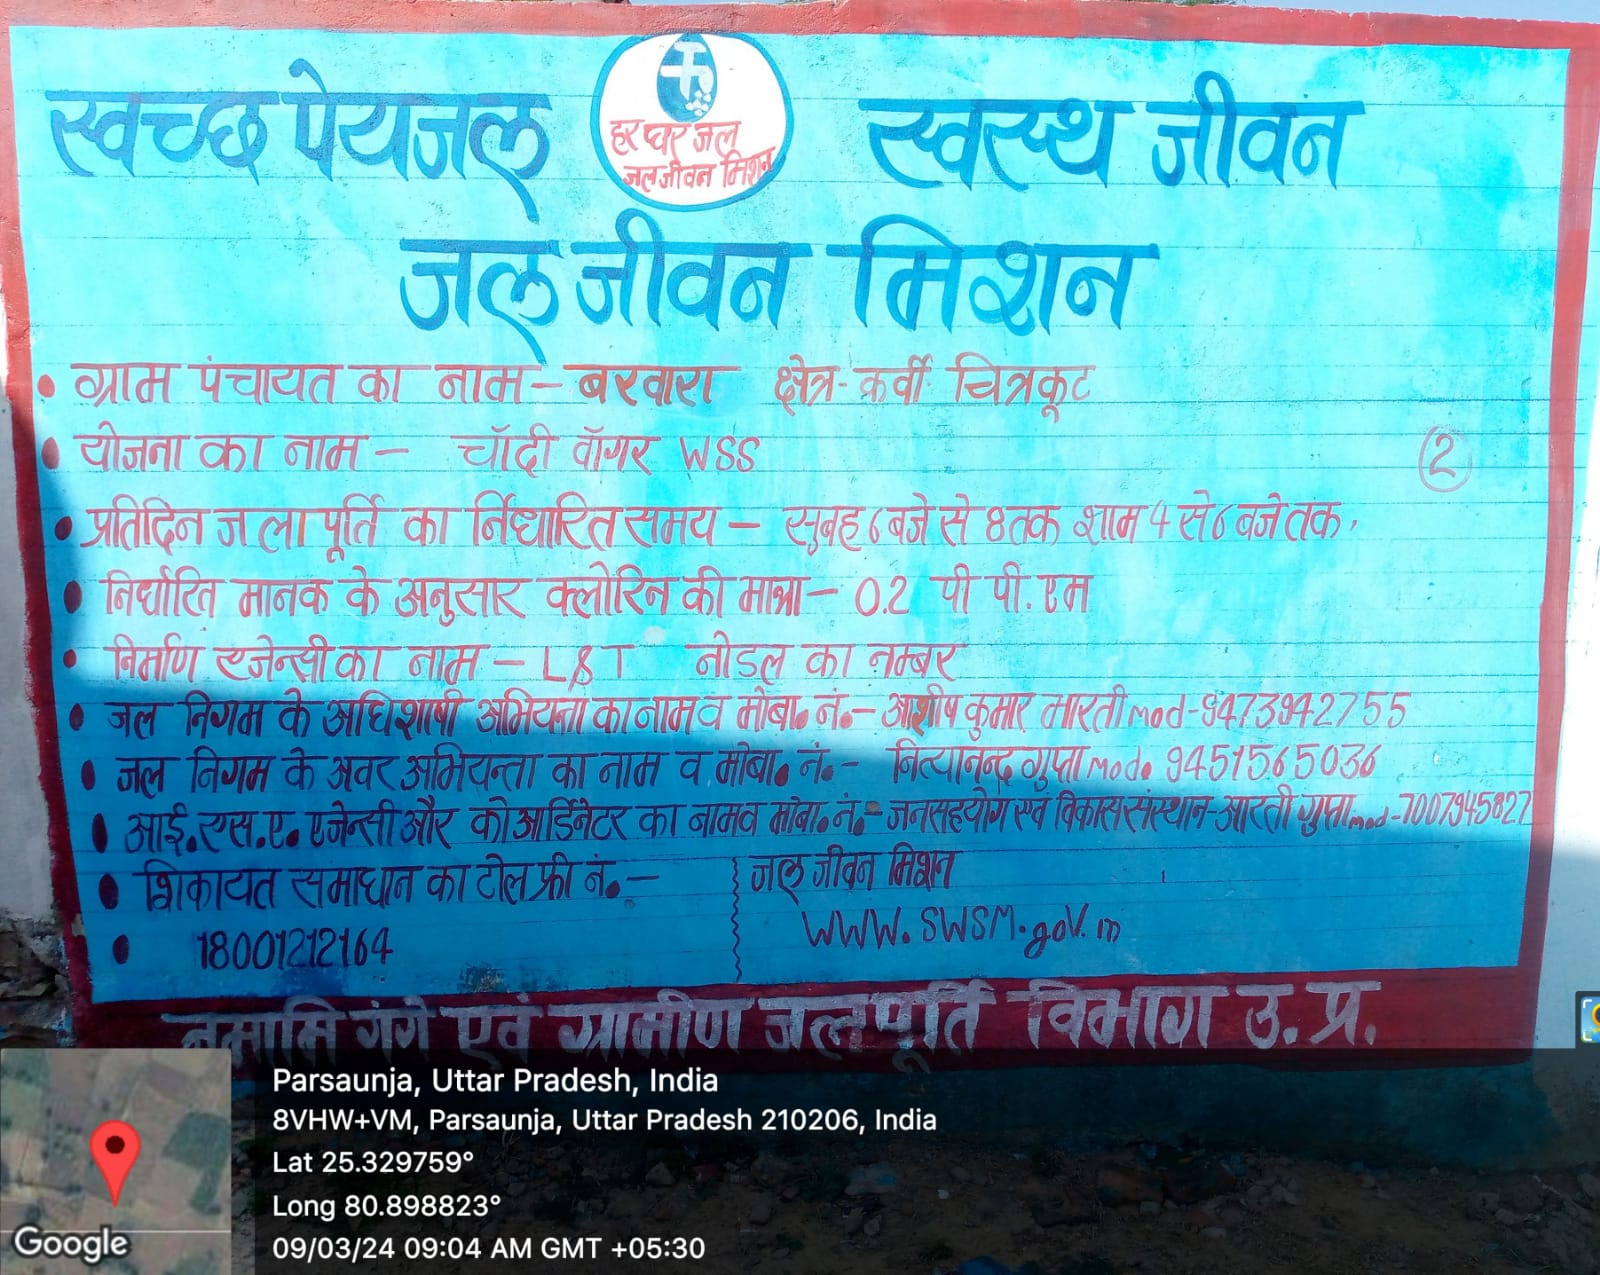 स्वच्छ पेयजल
हर घर जल
जल जीवन मिशन
स्वस्थ जीवन
जल जीवन मिशन
• ग्राम पंचायत का नाम - बरवारा क्षेत्र - कर्वी चित्रकूट
• योजना का नाम - चॉदी बॉगर WSS
2
• प्रतिदिन जलापूर्ति का र्निधारित समय - सुबह 6 बजे से 8 तक शाम 4 से 6 बजे तक
• निर्धारित मानक के अनुसार क्लोरिन की मात्रा - 0.2 पी पी. एम
• निर्माण एजेन्सी का नाम - L&T नोडल का नम्बर
• जल निगम के अधिशाषी अभियन्ता का नाम व मोबा. नं. - आशीष कुमार भारती mod - 9473942755
• जल निगम के अवर अभियन्ता का नाम व मोबा. नं. - नित्यानन्द गुप्ता mod. 9451565036
• आई. एस. ए. एजेन्सी और कोआर्डिनेटर का नाम व मोबा. नं. - जनसहयोग एवं विकास संस्थान - आरती गुप्ता mod - 7007945827
• शिकायत समाधान का टोल फ्री नं. -
• 18001212164
जल जीवन मिशन
WWW.SWSM.goV.in
नमामि गंगे एवं ग्रामीण जलपूर्ति विभाग उ. प्र.
Parsaunja, Uttar Pradesh, India
8VHW+VM, Parsaunja, Uttar Pradesh 210206, India
Lat 25.329759°
Long 80.898823°
09/03/24 09:04 AM GMT +05:30
Google